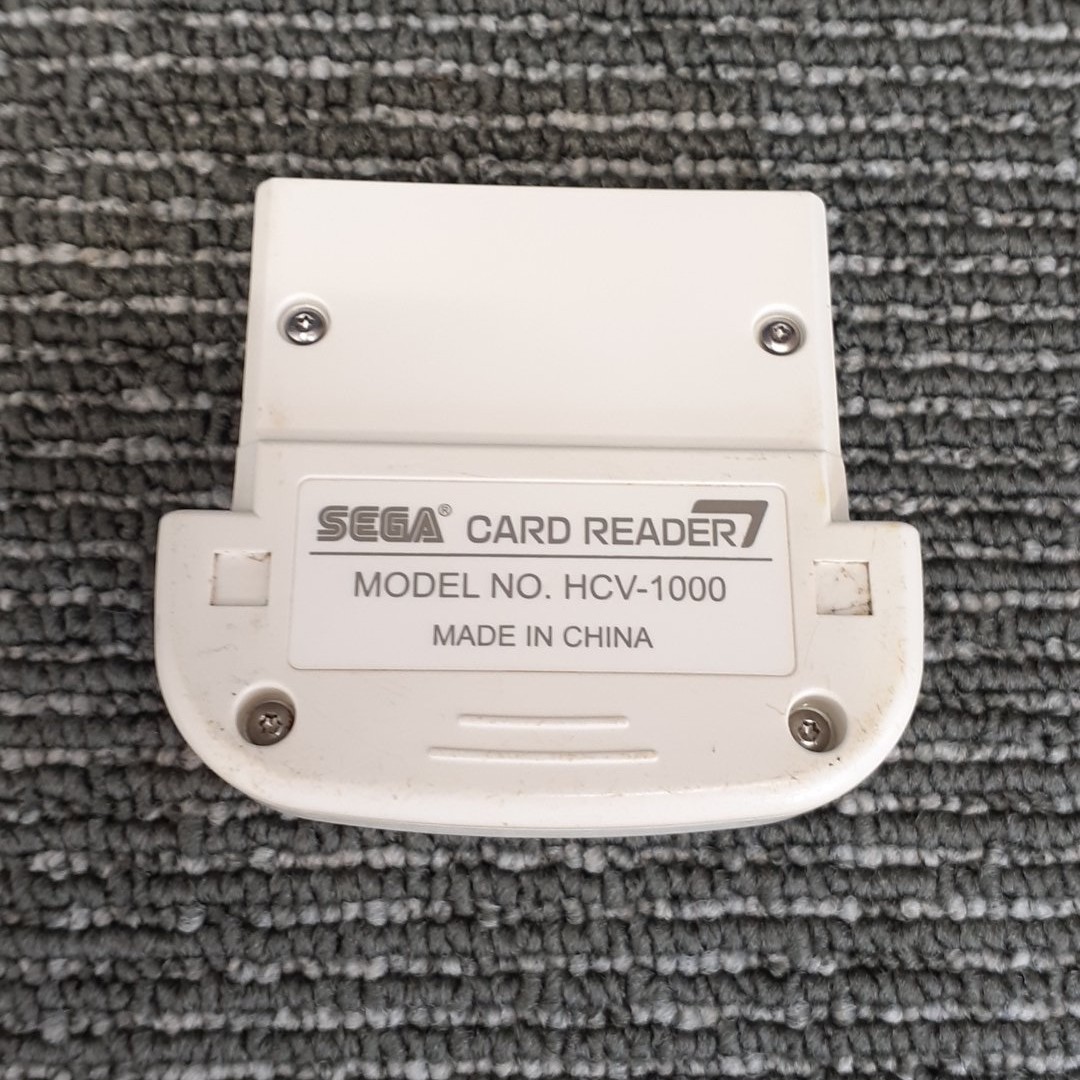 SEGA® CARD READER7
MODEL NO. HCV-1000
MADE IN CHINA